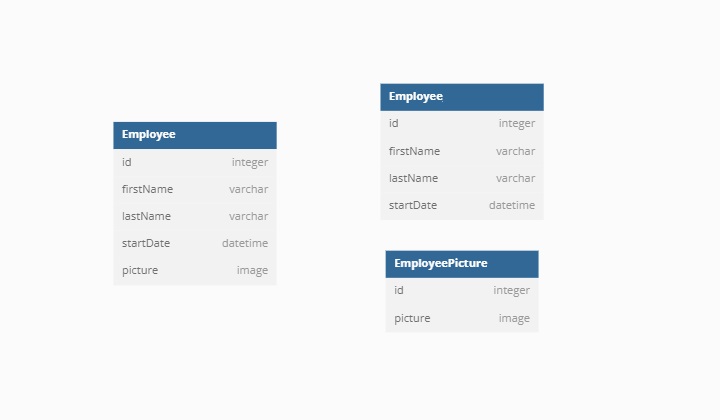 Employee
id integer
firstName varchar
lastName varchar
startDate datetime
picture image
Employee
id integer
firstName varchar
lastName varchar
startDate datetime
EmployeePicture
id integer
picture image